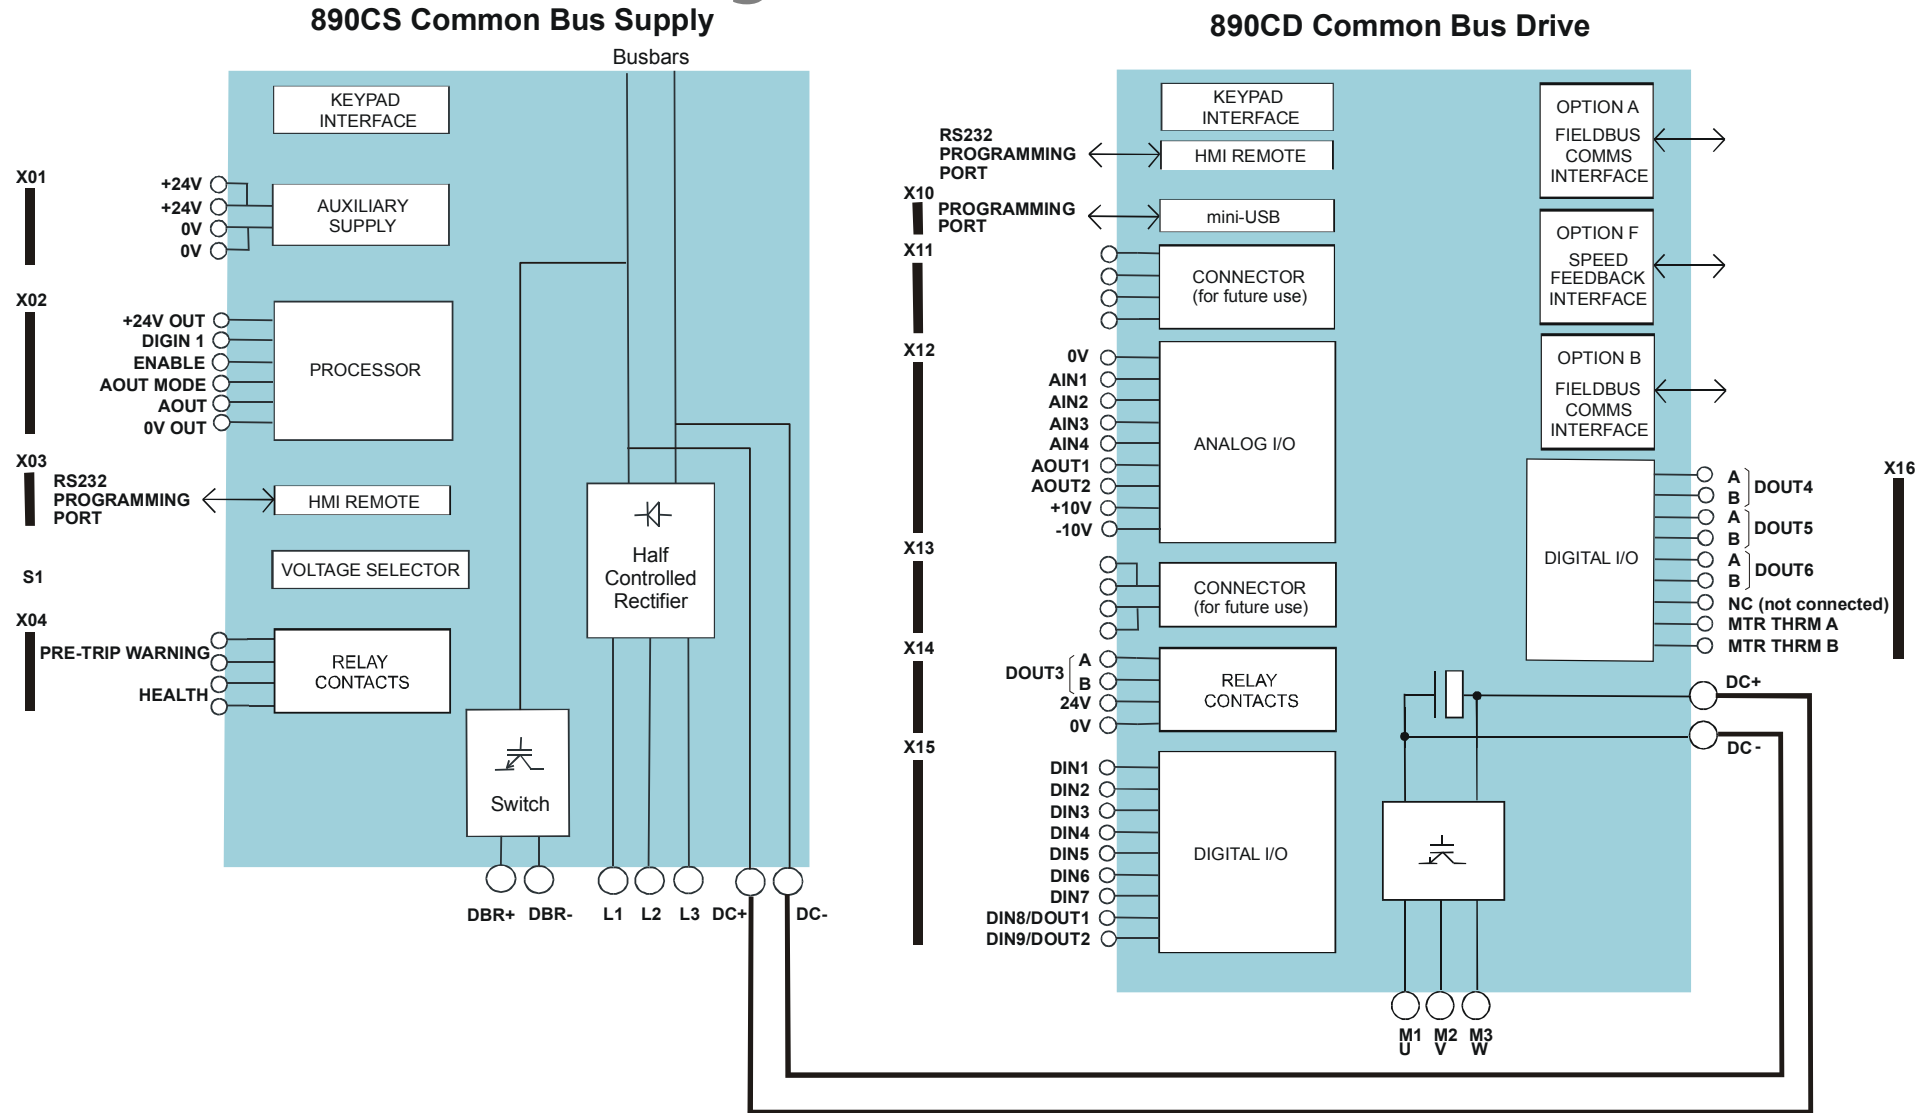 890CS Common Bus Supply
Busbars
KEYPAD
INTERFACE
X01
+24V
+24V
0V
0V
AUXILIARY
SUPPLY
X02
+24V OUT
DIGIN 1
ENABLE
AOUT MODE
AOUT
0V OUT
PROCESSOR
X03
RS232
PROGRAMMING
PORT
HMI REMOTE
S1
VOLTAGE SELECTOR
X04
PRE-TRIP WARNING
HEALTH
RELAY
CONTACTS
Half
Controlled
Rectifier
Switch
DBR+
DBR-
L1
L2
L3
DC+
DC-
890CD Common Bus Drive
KEYPAD
INTERFACE
RS232
PROGRAMMING
PORT
HMI REMOTE
X10
PROGRAMMING
PORT
mini-USB
X11
CONNECTOR
(for future use)
X12
0V
AIN1
AIN2
AIN3
AIN4
AOUT1
AOUT2
+10V
-10V
ANALOG I/O
X13
CONNECTOR
(for future use)
X14
DOUT3
A
B
24V
0V
RELAY
CONTACTS
X15
DIN1
DIN2
DIN3
DIN4
DIN5
DIN6
DIN7
DIN8/DOUT1
DIN9/DOUT2
DIGITAL I/O
OPTION A
FIELDBUS
COMMS
INTERFACE
OPTION F
SPEED
FEEDBACK
INTERFACE
OPTION B
FIELDBUS
COMMS
INTERFACE
DIGITAL I/O
X16
A
B
DOUT4
A
B
DOUT5
A
B
DOUT6
NC (not connected)
MTR THRM A
MTR THRM B
DC+
DC-
M1
U
M2
V
M3
W